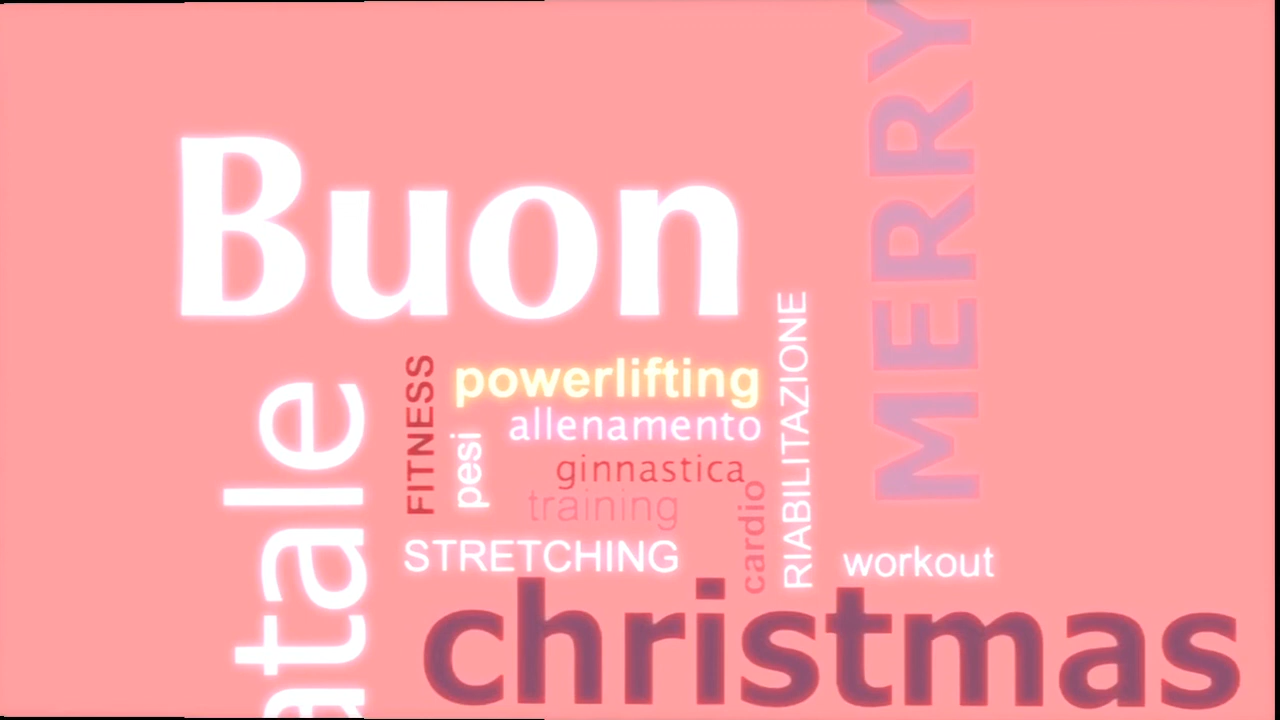 Buon
atale
MERRY
FITNESS
powerlifting
pesi
allenamento
ginnastica
training
cardio
RIABILITAZIONE
STRETCHING
workout
christmas